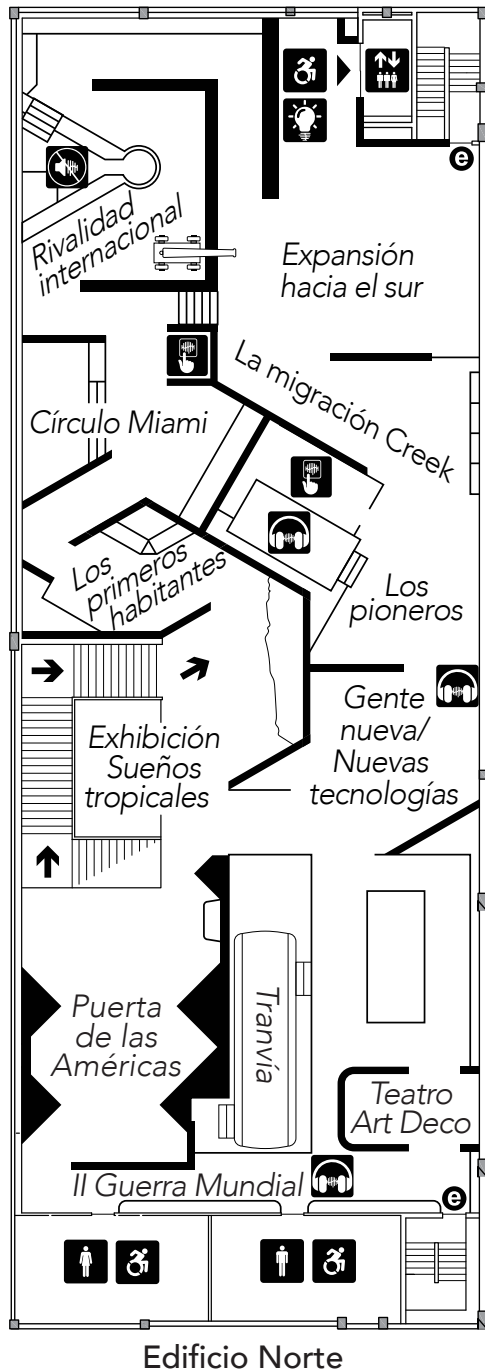 e
Rivalidad
internacional
Expansión
hacia el sur
La migración Creek
Círculo Miami
Los
primeros
habitantes
Los
pioneros
Exhibición
Sueños
tropicales
Gente
nueva/
Nuevas
tecnologías
Puerta
de las
Américas
Tranvía
Teatro
Art Deco
II Guerra Mundial
e
Edificio Norte